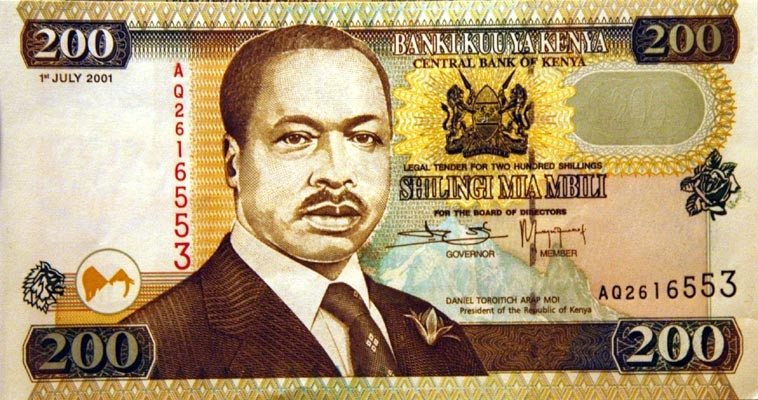 200
BANKI KUU YA KENYA
200
CENTRAL BANK OF KENYA
1ST JULY 2001
AQ2616553
200
LEGAL TENDER FOR TWO HUNDRED SHILLINGS
SHILINGI MIA MBILI
FOR THE BOARD OF DIRECTORS
GOVERNOR
MEMBER
DANIEL TOROITICH ARAP MOI
President of the Republic of Kenya
AQ2616553
200
200